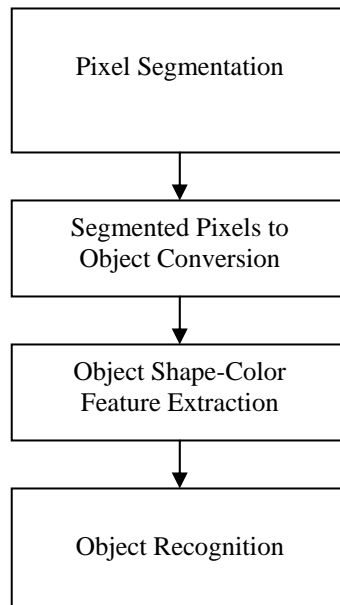 Pixel Segmentation
Segmented Pixels to
Object Conversion
Object Shape-Color
Feature Extraction
Object Recognition